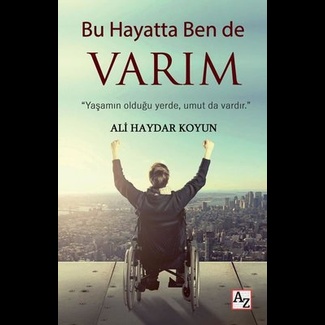 Bu Hayatta Ben de
VARIM
“Yaşamın olduğu yerde, umut da vardır.”
ALİ HAYDAR KOYUN
AZ